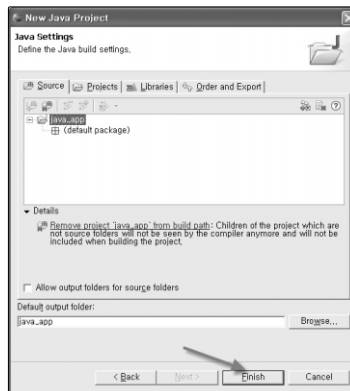 New Java Project
Java Settings
Define the Java build settings.
Source Projects Libraries Order and Export
java_app
(default package)
Details
Remove project 'java_app' from build path: Children of the project which are
not source folders will not be seen by the compiler anymore and will not be
included when building the project.
Allow output folders for source folders
Default output folder:
java_app Browse...
< Back Next > Finish Cancel